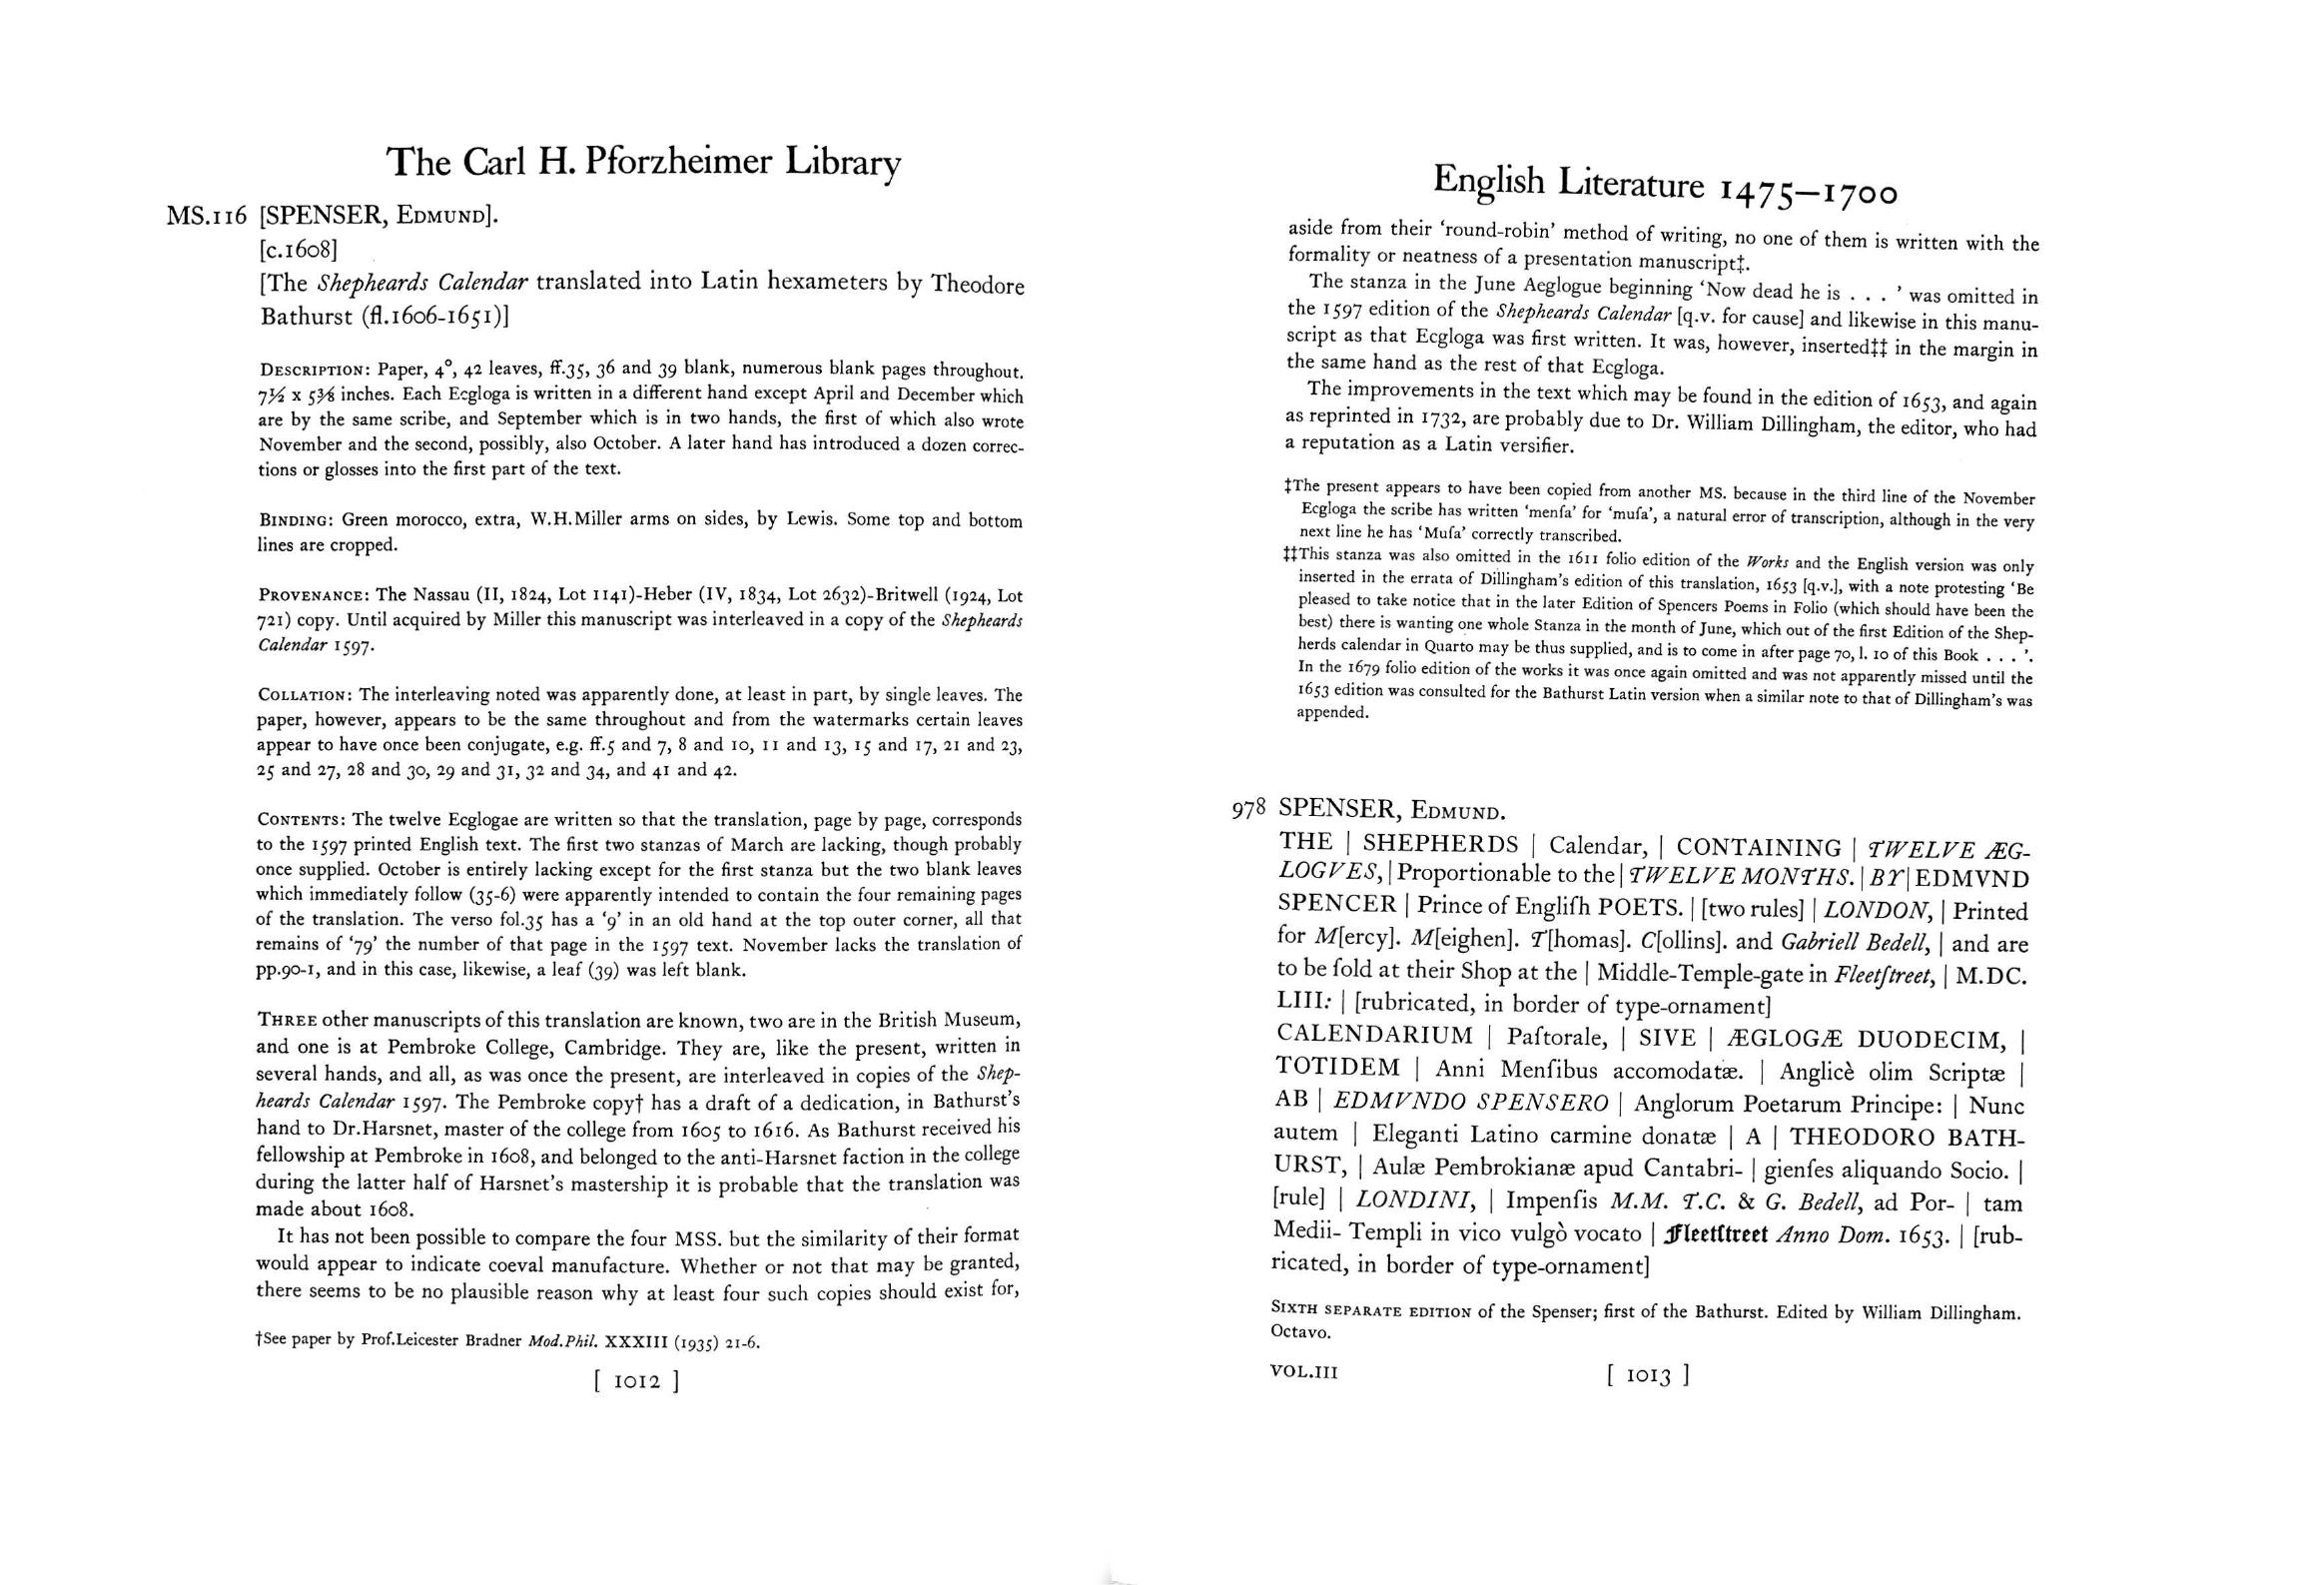 The Carl H. Pforzheimer Library
MS.116 [SPENSER, EDMUND].
[c.1608]
[The Shepheards Calendar translated into Latin hexameters by Theodore
Bathurst (fl.1606-1651)]
DESCRIPTION: Paper, 4°, 42 leaves, ff.35, 36 and 39 blank, numerous blank pages throughout.
7½ x 5⅜ inches. Each Ecgloga is written in a different hand except April and December which
are by the same scribe, and September which is in two hands, the first of which also wrote
November and the second, possibly, also October. A later hand has introduced a dozen correc-
tions or glosses into the first part of the text.
BINDING: Green morocco, extra, W.H.Miller arms on sides, by Lewis. Some top and bottom
lines are cropped.
PROVENANCE: The Nassau (II, 1824, Lot 1141)-Heber (IV, 1834, Lot 2632)-Britwell (1924, Lot
721) copy. Until acquired by Miller this manuscript was interleaved in a copy of the Shepheards
Calendar 1597.
COLLATION: The interleaving noted was apparently done, at least in part, by single leaves. The
paper, however, appears to be the same throughout and from the watermarks certain leaves
appear to have once been conjugate, e.g. ff.5 and 7, 8 and 10, 11 and 13, 15 and 17, 21 and 23,
25 and 27, 28 and 30, 29 and 31, 32 and 34, and 41 and 42.
CONTENTS: The twelve Ecglogae are written so that the translation, page by page, corresponds
to the 1597 printed English text. The first two stanzas of March are lacking, though probably
once supplied. October is entirely lacking except for the first stanza but the two blank leaves
which immediately follow (35-6) were apparently intended to contain the four remaining pages
of the translation. The verso fol.35 has a ‘9’ in an old hand at the top outer corner, all that
remains of ‘79’ the number of that page in the 1597 text. November lacks the translation of
pp.90-1, and in this case, likewise, a leaf (39) was left blank.
THREE other manuscripts of this translation are known, two are in the British Museum,
and one is at Pembroke College, Cambridge. They are, like the present, written in
several hands, and all, as was once the present, are interleaved in copies of the Shep-
heards Calendar 1597. The Pembroke copy† has a draft of a dedication, in Bathurst’s
hand to Dr.Harsnet, master of the college from 1605 to 1616. As Bathurst received his
fellowship at Pembroke in 1608, and belonged to the anti-Harsnet faction in the college
during the latter half of Harsnet’s mastership it is probable that the translation was
made about 1608.
It has not been possible to compare the four MSS. but the similarity of their format
would appear to indicate coeval manufacture. Whether or not that may be granted,
there seems to be no plausible reason why at least four such copies should exist for,
†See paper by Prof.Leicester Bradner Mod.Phil. XXXIII (1935) 21-6.
[ 1012 ]
English Literature 1475–1700
aside from their ‘round-robin’ method of writing, no one of them is written with the
formality or neatness of a presentation manuscript‡.
The stanza in the June Aeglogue beginning ‘Now dead he is . . . ’ was omitted in
the 1597 edition of the Shepheards Calendar [q.v. for cause] and likewise in this manu-
script as that Ecgloga was first written. It was, however, inserted‡‡ in the margin in
the same hand as the rest of that Ecgloga.
The improvements in the text which may be found in the edition of 1653, and again
as reprinted in 1732, are probably due to Dr. William Dillingham, the editor, who had
a reputation as a Latin versifier.
‡The present appears to have been copied from another MS. because in the third line of the November
Ecgloga the scribe has written ‘menſa’ for ‘muſa’, a natural error of transcription, although in the very
next line he has ‘Muſa’ correctly transcribed.
‡‡This stanza was also omitted in the 1611 folio edition of the Works and the English version was only
inserted in the errata of Dillingham’s edition of this translation, 1653 [q.v.], with a note protesting ‘Be
pleased to take notice that in the later Edition of Spencers Poems in Folio (which should have been the
best) there is wanting one whole Stanza in the month of June, which out of the first Edition of the Shep-
herds calendar in Quarto may be thus supplied, and is to come in after page 70, l. 10 of this Book . . . ’.
In the 1679 folio edition of the works it was once again omitted and was not apparently missed until the
1653 edition was consulted for the Bathurst Latin version when a similar note to that of Dillingham’s was
appended.
978 SPENSER, EDMUND.
THE | SHEPHERDS | Calendar, | CONTAINING | TWELVE ÆG-
LOGVES, | Proportionable to the | TWELVE MONTHS. | BY | EDMVND
SPENCER | Prince of Engliſh POETS. | [two rules] | LONDON, | Printed
for M[ercy]. M[eighen]. T[homas]. C[ollins]. and Gabriell Bedell, | and are
to be ſold at their Shop at the | Middle-Temple-gate in Fleetſtreet, | M.DC.
LIII: | [rubricated, in border of type-ornament]
CALENDARIUM | Paſtorale, | SIVE | ÆGLOGÆ DUODECIM, |
TOTIDEM | Anni Menſibus accomodatæ. | Anglicè olim Scriptæ |
AB | EDMVNDO SPENSERO | Anglorum Poetarum Principe: | Nunc
autem | Eleganti Latino carmine donatæ | A | THEODORO BATH-
URST, | Aulæ Pembrokianæ apud Cantabri- | gienſes aliquando Socio. |
[rule] | LONDINI, | Impenſis M.M. T.C. & G. Bedell, ad Por- | tam
Medii- Templi in vico vulgò vocato | Fleetſtreet Anno Dom. 1653. | [rub-
ricated, in border of type-ornament]
SIXTH SEPARATE EDITION of the Spenser; first of the Bathurst. Edited by William Dillingham.
Octavo.
VOL.III
[ 1013 ]